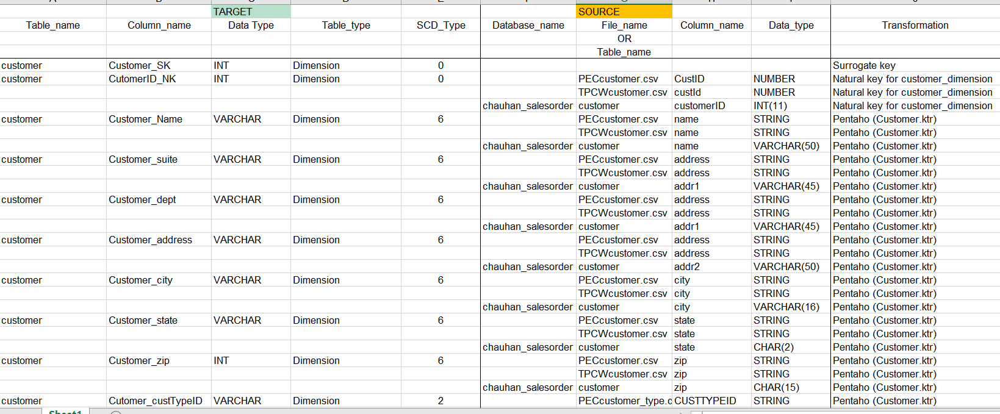 TARGET SOURCE
Table_name Column_name Data Type Table_type SCD_Type Database_name File_name Column_name Data_type Transformation
OR
Table_name
customer Customer_SK INT Dimension 0 Surrogate key
customer CutomerID_NK INT Dimension 0 PECcustomer.csv CustID NUMBER Natural key for customer_dimension
TPCWcustomer.csv custId NUMBER Natural key for customer_dimension
chauhan_salesorder customer customerID INT(11) Natural key for customer_dimension
customer Customer_Name VARCHAR Dimension 6 PECcustomer.csv name STRING Pentaho (Customer.ktr)
TPCWcustomer.csv name STRING Pentaho (Customer.ktr)
chauhan_salesorder customer name VARCHAR(50) Pentaho (Customer.ktr)
customer Customer_suite VARCHAR Dimension 6 PECcustomer.csv address STRING Pentaho (Customer.ktr)
TPCWcustomer.csv address STRING Pentaho (Customer.ktr)
chauhan_salesorder customer addr1 VARCHAR(45) Pentaho (Customer.ktr)
customer Customer_dept VARCHAR Dimension 6 PECcustomer.csv address STRING Pentaho (Customer.ktr)
TPCWcustomer.csv address STRING Pentaho (Customer.ktr)
chauhan_salesorder customer addr1 VARCHAR(45) Pentaho (Customer.ktr)
customer Customer_address VARCHAR Dimension 6 PECcustomer.csv address STRING Pentaho (Customer.ktr)
TPCWcustomer.csv address STRING Pentaho (Customer.ktr)
chauhan_salesorder customer addr2 VARCHAR(50) Pentaho (Customer.ktr)
customer Customer_city VARCHAR Dimension 6 PECcustomer.csv city STRING Pentaho (Customer.ktr)
TPCWcustomer.csv city STRING Pentaho (Customer.ktr)
chauhan_salesorder customer city VARCHAR(16) Pentaho (Customer.ktr)
customer Customer_state VARCHAR Dimension 6 PECcustomer.csv state STRING Pentaho (Customer.ktr)
TPCWcustomer.csv state STRING Pentaho (Customer.ktr)
chauhan_salesorder customer state CHAR(2) Pentaho (Customer.ktr)
customer Customer_zip INT Dimension 6 PECcustomer.csv zip STRING Pentaho (Customer.ktr)
TPCWcustomer.csv zip STRING Pentaho (Customer.ktr)
chauhan_salesorder customer zip CHAR(15) Pentaho (Customer.ktr)
customer Cutomer_custTypeID VARCHAR Dimension 2 PECcustomer_type.c CUSTTYPEID STRING Pentaho (Customer.ktr)
Sheet1